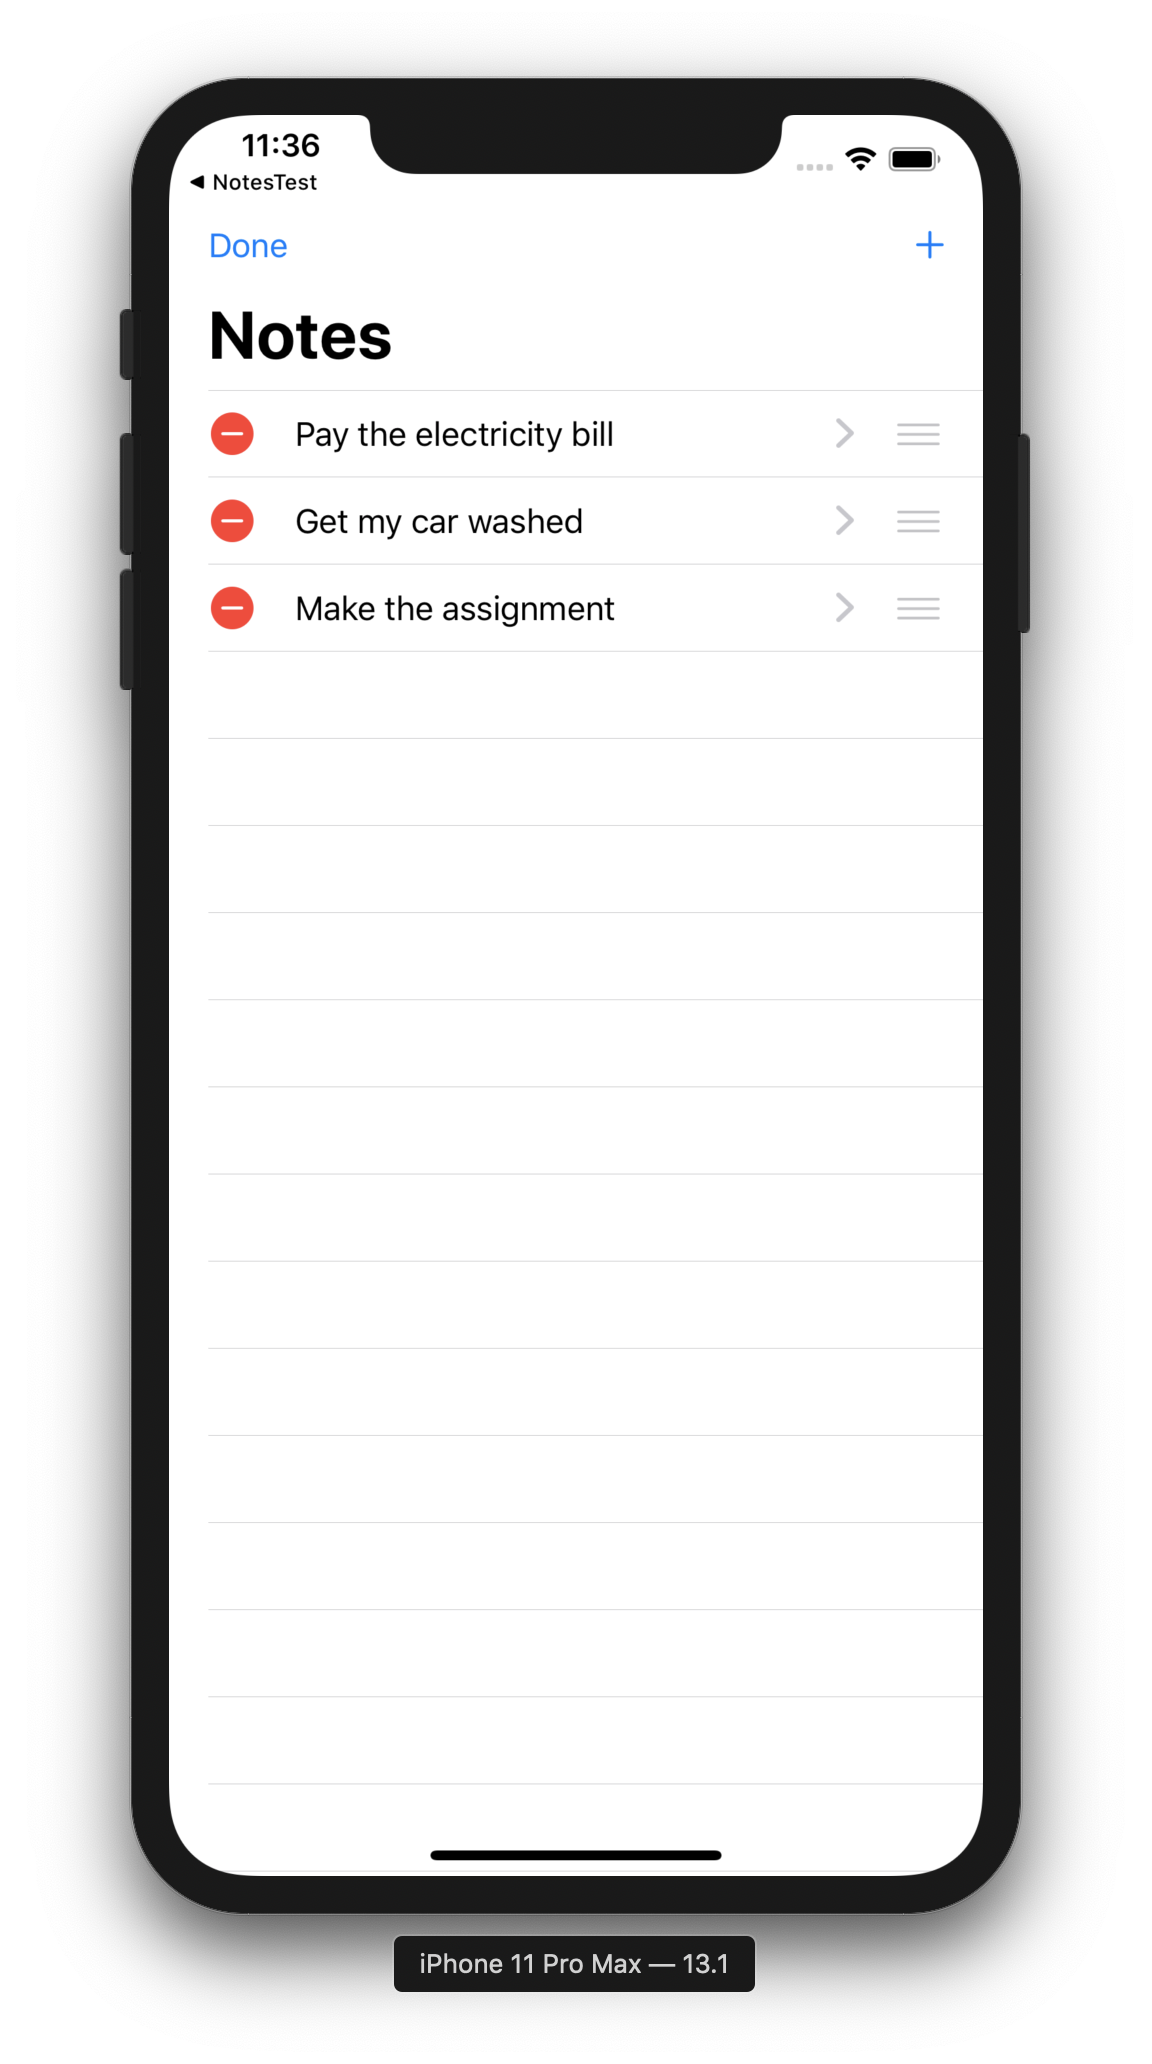 11:36
◀ NotesTest
Done
+
Notes
Pay the electricity bill
Get my car washed
Make the assignment
iPhone 11 Pro Max — 13.1